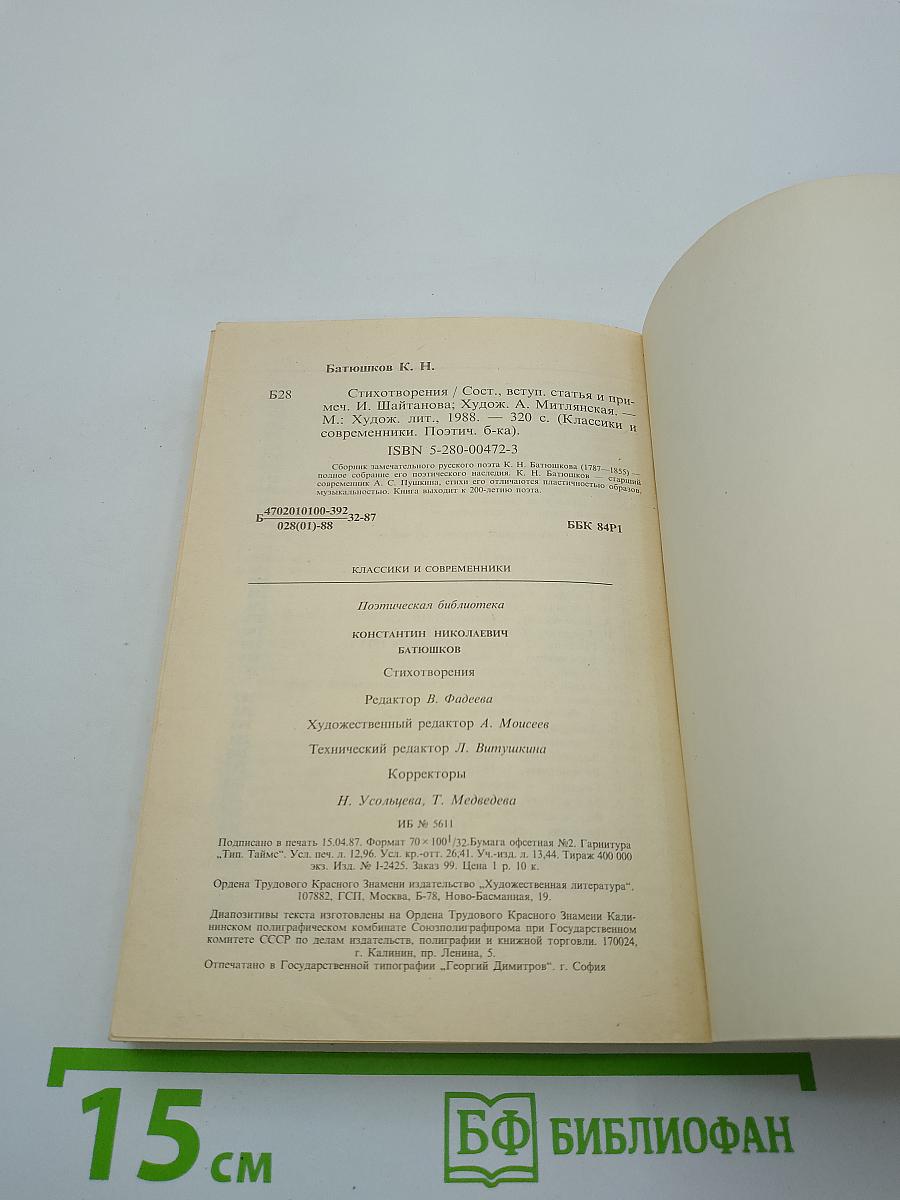 Батюшков К. Н.
Б28
Стихотворения / Сост., вступ. статья и при-
меч. И. Шайтанова; Худож. А. Митлянская. —
М.: Худож. лит., 1988. — 320 с. (Классики и
современники. Поэтич. б-ка).
ISBN 5-280-00472-3
Сборник замечательного русского поэта К. Н. Батюшкова (1787—1855) —
полное собрание его поэтического наследия. К. Н. Батюшков — старший
современник А. С. Пушкина, стихи его отличаются пластичностью образов,
музыкальностью. Книга выходит к 200-летию поэта.
4702010100-392
Б 32-87
028(01)-88
ББК 84Р1
КЛАССИКИ И СОВРЕМЕННИКИ
Поэтическая библиотека
КОНСТАНТИН НИКОЛАЕВИЧ
БАТЮШКОВ
Стихотворения
Редактор В. Фадеева
Художественный редактор А. Моисеев
Технический редактор Л. Витушкина
Корректоры
Н. Усольцева, Т. Медведева
ИБ № 5611
Подписано в печать 15.04.87. Формат 70×100¹/32.Бумага офсетная №2. Гарнитура
„Тип. Таймс“. Усл. печ. л. 12,96. Усл. кр.-отт. 26,41. Уч.-изд. л. 13,44. Тираж 400 000
экз. Изд. № I-2425. Заказ 99. Цена 1 р. 10 к.
Ордена Трудового Красного Знамени издательство „Художественная литература“.
107882, ГСП, Москва, Б-78, Ново-Басманная, 19.
Диапозитивы текста изготовлены на Ордена Трудового Красного Знамени Кали-
нинском полиграфическом комбинате Союзполиграфпрома при Государственном
комитете СССР по делам издательств, полиграфии и книжной торговли. 170024,
г. Калинин, пр. Ленина, 5.
Отпечатано в Государственной типографии „Георгий Димитров“. г. София
15 см
БФ БИБЛИОФАН